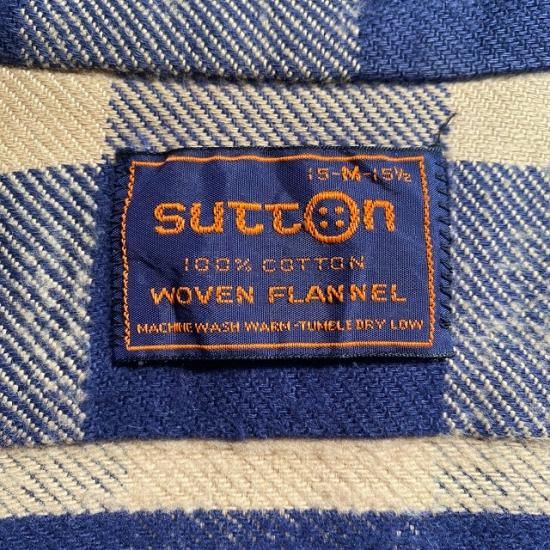 15-M-15½
sutton
100% COTTON
WOVEN FLANNEL
MACHINE WASH WARM-TUMBLE DRY LOW